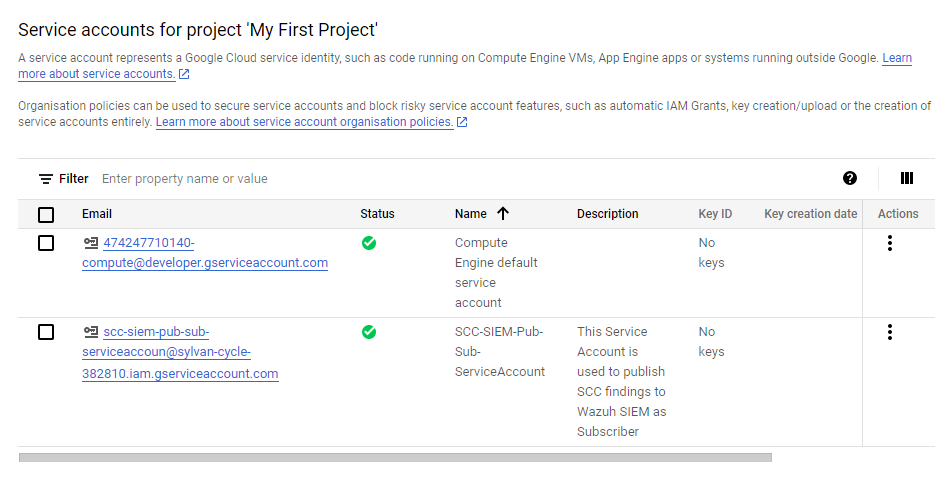 Service accounts for project 'My First Project'
A service account represents a Google Cloud service identity, such as code running on Compute Engine VMs, App Engine apps or systems running outside Google. Learn
more about service accounts.
Organisation policies can be used to secure service accounts and block risky service account features, such as automatic IAM Grants, key creation/upload or the creation of
service accounts entirely. Learn more about service account organisation policies.
Filter Enter property name or value
Email Status Name Description Key ID Key creation date Actions
474247710140-
compute@developer.gserviceaccount.com
Compute
Engine default
service
account
No
keys
scc-siem-pub-sub-
serviceaccoun@sylvan-cycle-
382810.iam.gserviceaccount.com
SCC-SIEM-Pub-
Sub-
ServiceAccount
This Service
Account is
used to publish
SCC findings to
Wazuh SIEM as
Subscriber
No
keys